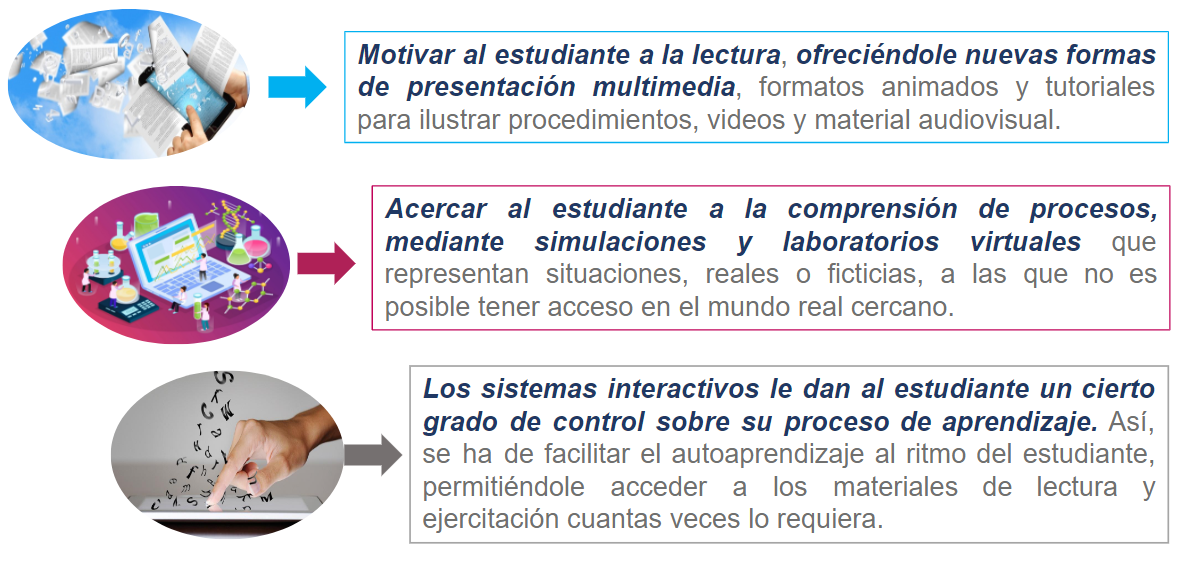 Motivar al estudiante a la lectura, ofreciéndole nuevas formas
de presentación multimedia, formatos animados y tutoriales
para ilustrar procedimientos, videos y material audiovisual.
Acercar al estudiante a la comprensión de procesos,
mediante simulaciones y laboratorios virtuales que
representan situaciones, reales o ficticias, a las que no es
posible tener acceso en el mundo real cercano.
Los sistemas interactivos le dan al estudiante un cierto
grado de control sobre su proceso de aprendizaje. Así,
se ha de facilitar el autoaprendizaje al ritmo del estudiante,
permitiéndole acceder a los materiales de lectura y
ejercitación cuantas veces lo requiera.